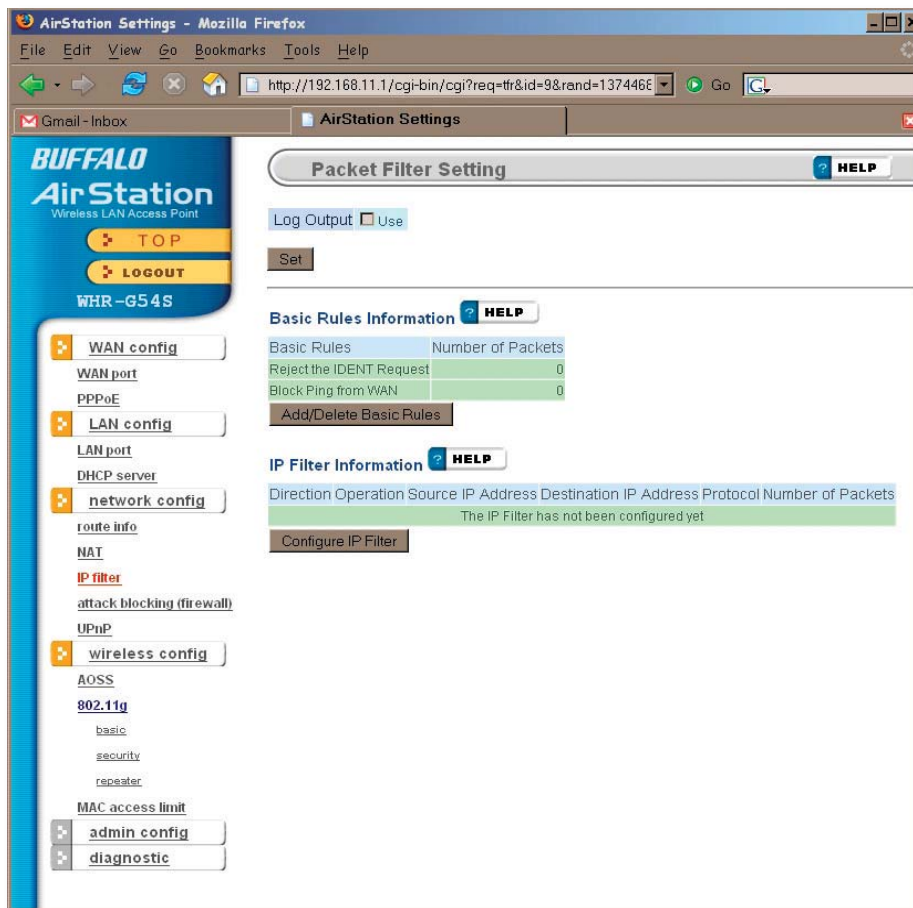 AirStation Settings - Mozilla Firefox
File Edit View Go Bookmarks Tools Help
http://192.168.11.1/cgi-bin/cgi?req=tfr&id=9&rand=1374468 Go G
Gmail - Inbox AirStation Settings
BUFFALO
AirStation
Wireless LAN Access Point
TOP
LOGOUT
WHR-G54S
WAN config
WAN port
PPPoE
LAN config
LAN port
DHCP server
network config
route info
NAT
IP filter
attack blocking (firewall)
UPnP
wireless config
AOSS
802.11g
basic
security
repeater
MAC access limit
admin config
diagnostic
Packet Filter Setting ? HELP
Log Output Use
Set
Basic Rules Information ? HELP
Basic Rules Number of Packets
Reject the IDENT Request 0
Block Ping from WAN 0
Add/Delete Basic Rules
IP Filter Information ? HELP
Direction Operation Source IP Address Destination IP Address Protocol Number of Packets
The IP Filter has not been configured yet
Configure IP Filter